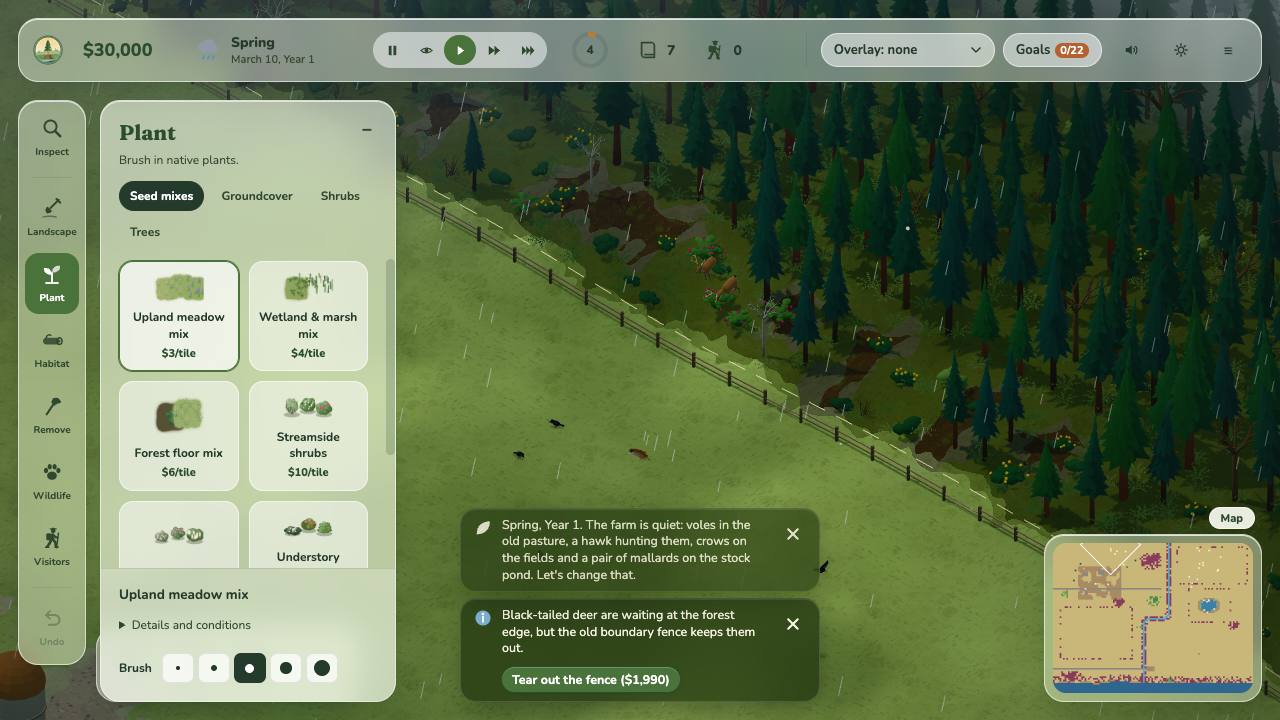 $30,000
Spring
March 10, Year 1
4
7
0
Overlay: none
Goals 0/22
Inspect
Landscape
Plant
Habitat
Remove
Wildlife
Visitors
Undo
Plant
Brush in native plants.
Seed mixes
Groundcover
Shrubs
Trees
Upland meadow
mix
$3/tile
Wetland & marsh
mix
$4/tile
Forest floor mix
$6/tile
Streamside
shrubs
$10/tile
Understory
Upland meadow mix
Details and conditions
Brush
Spring, Year 1. The farm is quiet: voles in the
old pasture, a hawk hunting them, crows on
the fields and a pair of mallards on the stock
pond. Let's change that.
Black-tailed deer are waiting at the forest
edge, but the old boundary fence keeps them
out.
Tear out the fence ($1,990)
Map